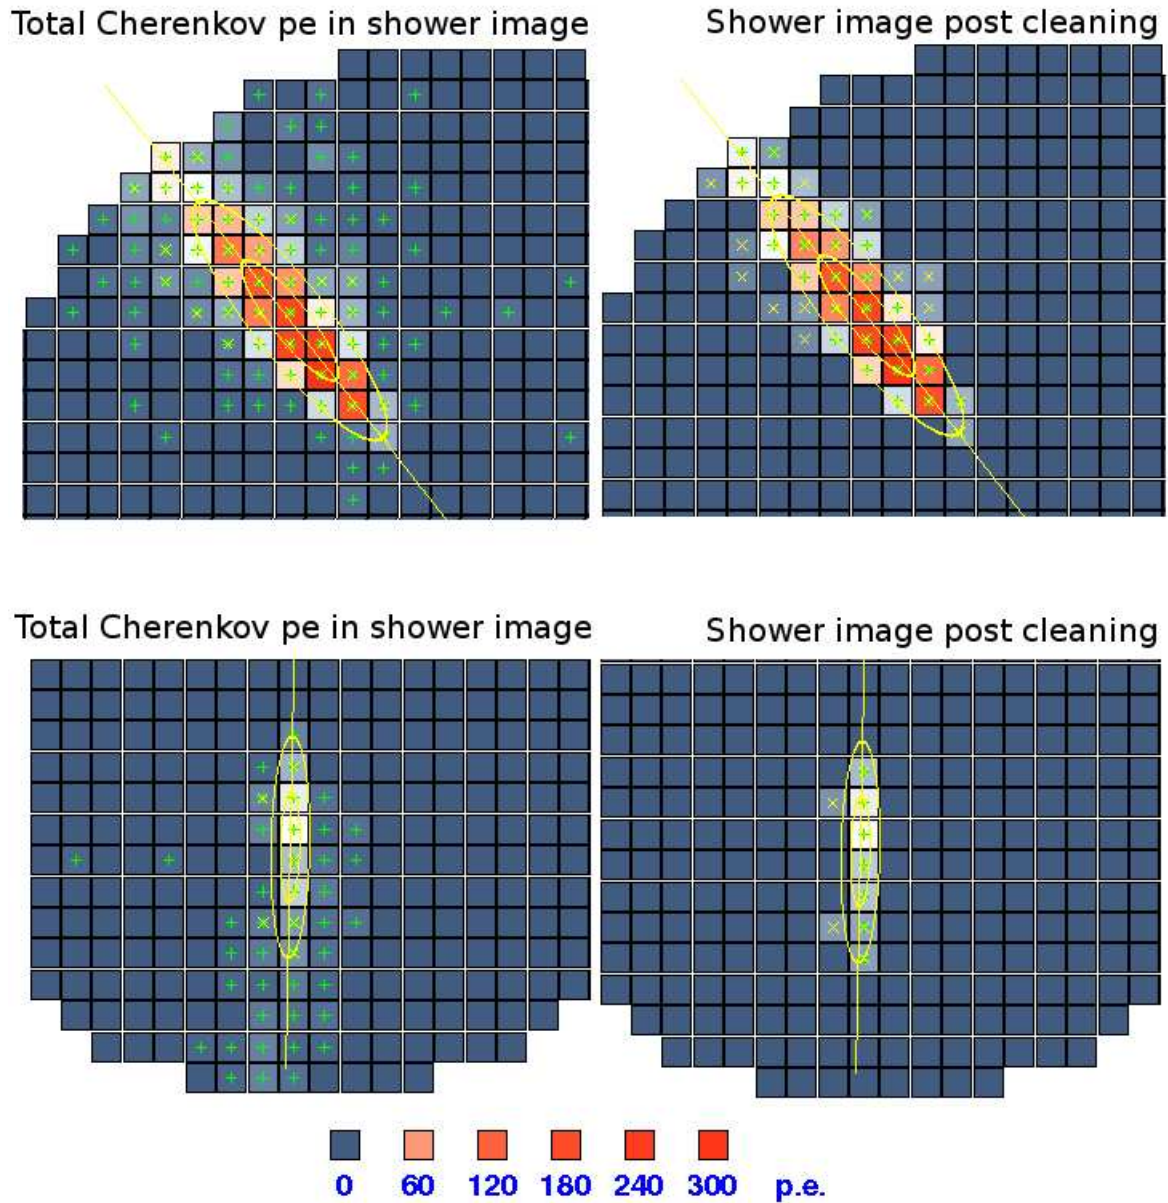 Total Cherenkov pe in shower image
Shower image post cleaning
Total Cherenkov pe in shower image
Shower image post cleaning
0 60 120 180 240 300 p.e.